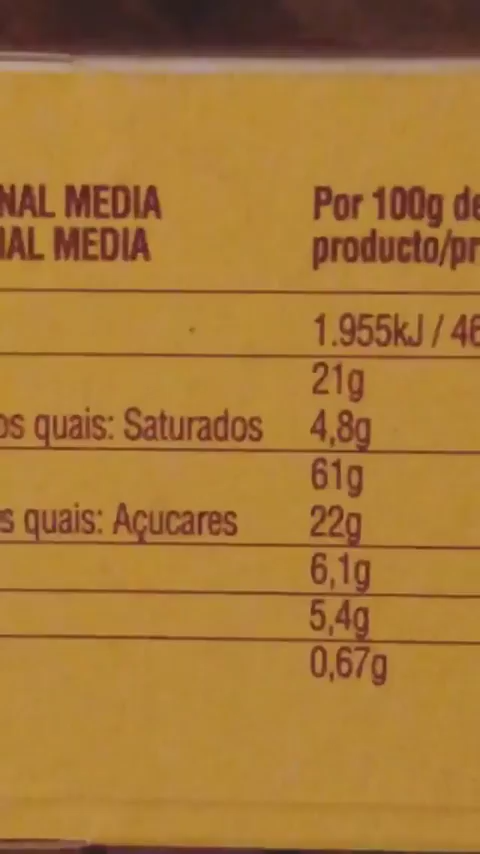 NAL MEDIA Por 100g de
IAL MEDIA producto/pr
1.955kJ / 46
21g
os quais: Saturados 4,8g
61g
s quais: Açucares 22g
6,1g
5,4g
0,67g